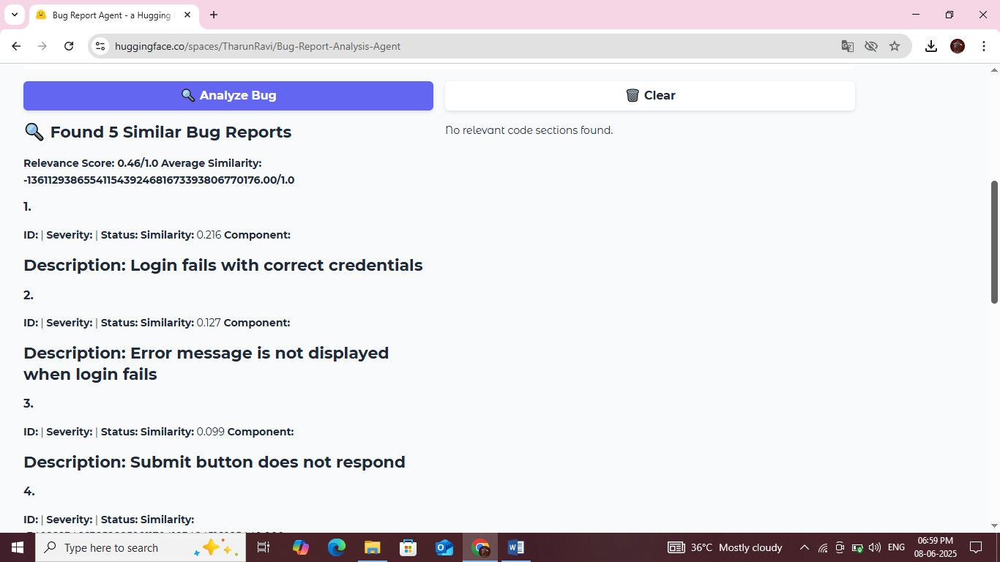 Bug Report Agent - a Hugging
huggingface.co/spaces/TharunRavi/Bug-Report-Analysis-Agent
🔍 Analyze Bug
🗑️ Clear
🔍 Found 5 Similar Bug Reports
No relevant code sections found.
Relevance Score: 0.46/1.0 Average Similarity:
-13611293865541154392468167339380677​0176.00/1.0
1.
ID: | Severity: | Status: Similarity: 0.216 Component:
Description: Login fails with correct credentials
2.
ID: | Severity: | Status: Similarity: 0.127 Component:
Description: Error message is not displayed
when login fails
3.
ID: | Severity: | Status: Similarity: 0.099 Component:
Description: Submit button does not respond
4.
ID: | Severity: | Status: Similarity:
Type here to search
36°C Mostly cloudy
ENG
06:59 PM
08-06-2025